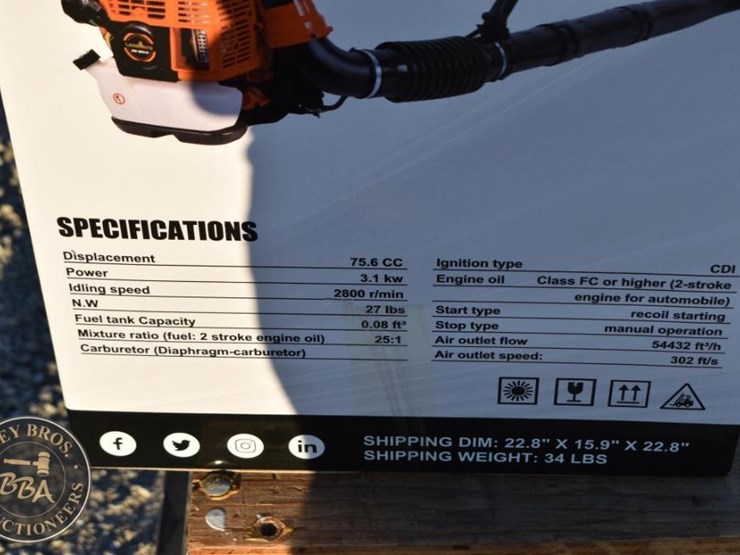 SPECIFICATIONS
Displacement 75.6 CC
Power 3.1 kw
Idling speed 2800 r/min
N.W 27 lbs
Fuel tank Capacity 0.08 ft³
Mixture ratio (fuel: 2 stroke engine oil) 25:1
Carburetor (Diaphragm-carburetor)
Ignition type CDI
Engine oil Class FC or higher (2-stroke
engine for automobile)
Start type recoil starting
Stop type manual operation
Air outlet flow 54432 ft³/h
Air outlet speed: 302 ft/s
f
in
SHIPPING DIM: 22.8" X 15.9" X 22.8"
SHIPPING WEIGHT: 34 LBS
EY BROS.
BBA
CTIONEERS